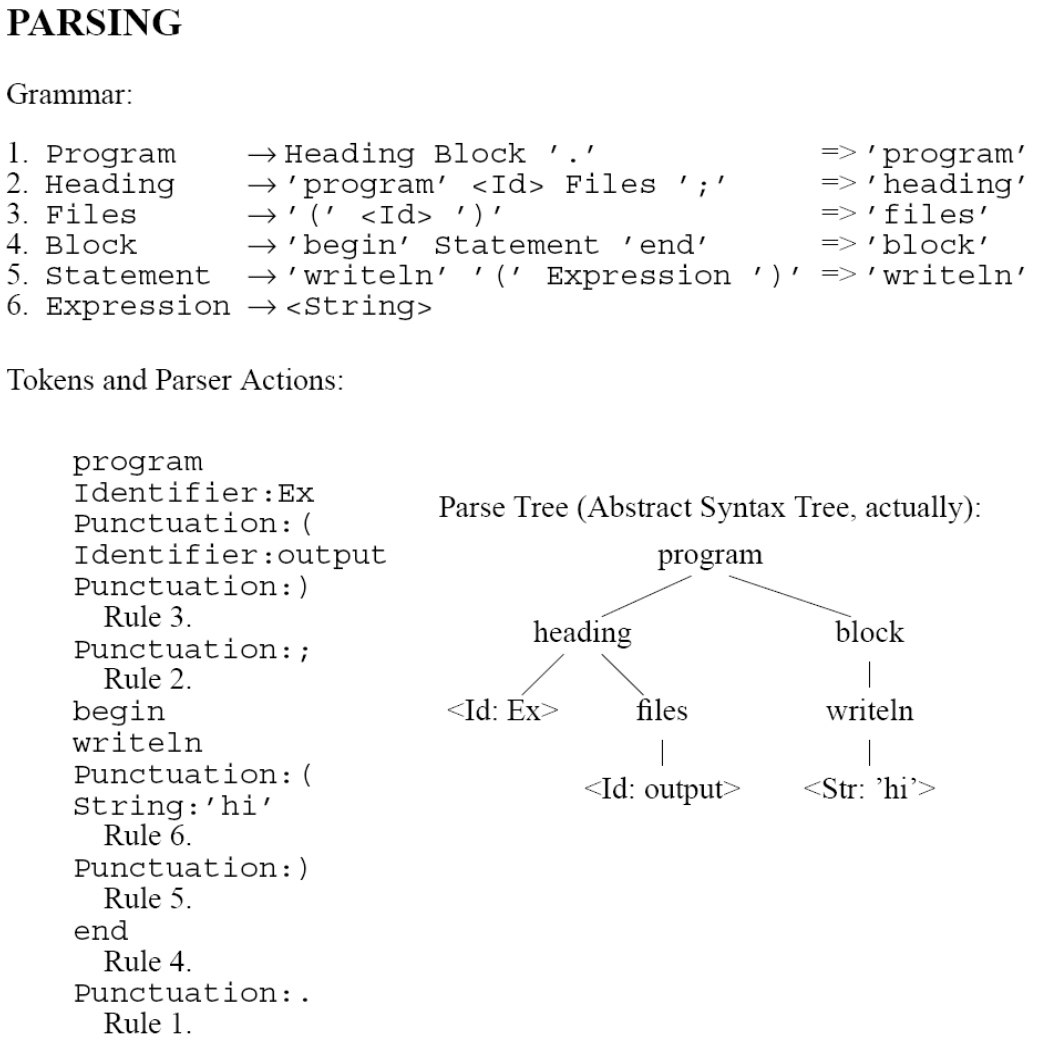 PARSING
Grammar:
1. Program → Heading Block '.' => 'program'
2. Heading → 'program' <Id> Files ';' => 'heading'
3. Files → '(' <Id> ')' => 'files'
4. Block → 'begin' Statement 'end' => 'block'
5. Statement → 'writeln' '(' Expression ')' => 'writeln'
6. Expression → <String>
Tokens and Parser Actions:
program
Identifier:Ex
Punctuation:(
Identifier:output
Punctuation:)
Rule 3.
Punctuation:;
Rule 2.
begin
writeln
Punctuation:(
String:'hi'
Rule 6.
Punctuation:)
Rule 5.
end
Rule 4.
Punctuation:.
Rule 1.
Parse Tree (Abstract Syntax Tree, actually):
program
heading block
<Id: Ex> files writeln
<Id: output> <Str: ’hi’>